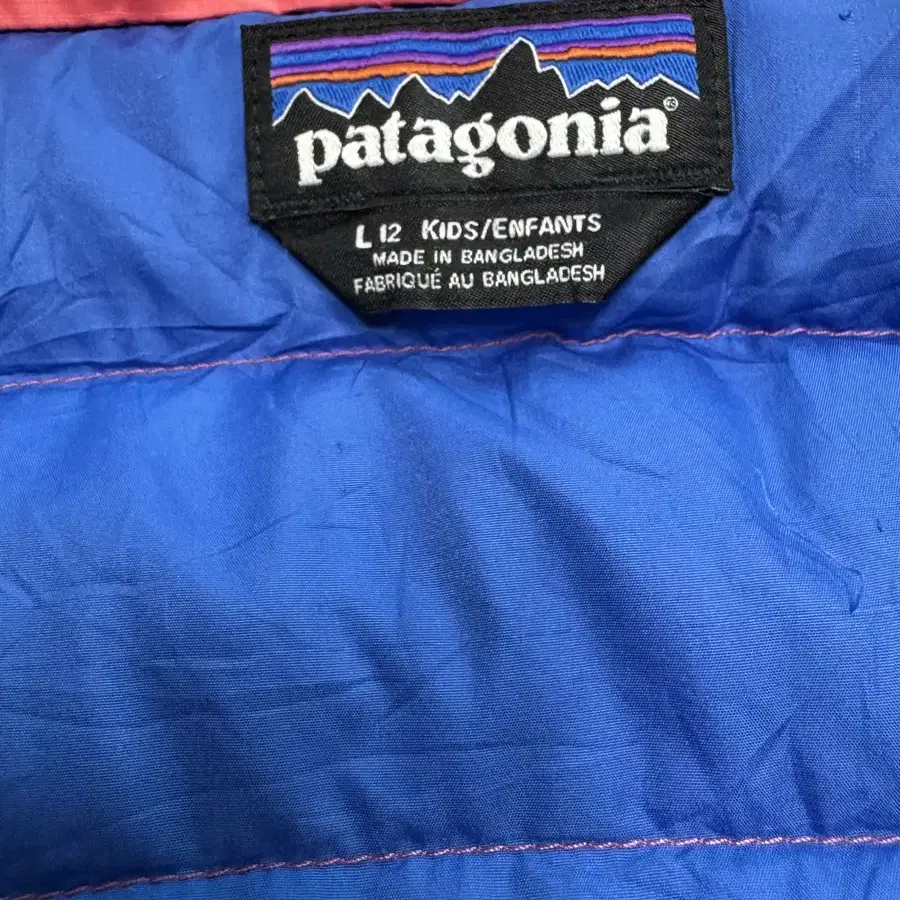 patagonia®
L 12 KIDS/ENFANTS
MADE IN BANGLADESH
FABRIQUÉ AU BANGLADESH